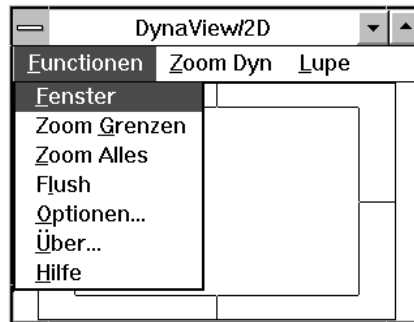 DynaView/2D
Functionen Zoom Dyn Lupe
Fenster
Zoom Grenzen
Zoom Alles
Flush
Optionen...
Über...
Hilfe